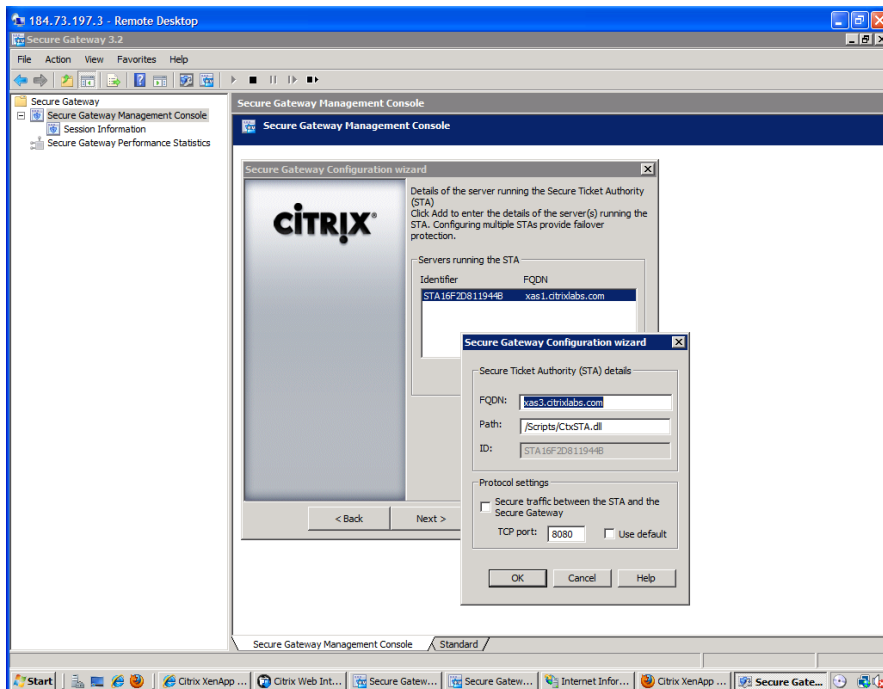 184.73.197.3 - Remote Desktop
Secure Gateway 3.2
File Action View Favorites Help
Secure Gateway
Secure Gateway Management Console
Session Information
Secure Gateway Performance Statistics
Secure Gateway Management Console
Secure Gateway Management Console
Secure Gateway Configuration wizard
CITRIX
Details of the server running the Secure Ticket Authority
(STA)
Click Add to enter the details of the server(s) running the
STA. Configuring multiple STAs provide failover
protection.
Servers running the STA
Identifier FQDN
STA16F2D811944B xas1.citrixlabs.com
< Back Next >
Secure Gateway Configuration wizard
Secure Ticket Authority (STA) details
FQDN: xas3.citrixlabs.com
Path: /Scripts/CtxSTA.dll
ID: STA16F2D811944B
Protocol settings
Secure traffic between the STA and the
Secure Gateway
TCP port: 8080 Use default
OK Cancel Help
Secure Gateway Management Console Standard
Start Citrix XenApp ... Citrix Web Int... Secure Gatew... Secure Gatew... Internet Infor... Citrix XenApp ... Secure Gate...